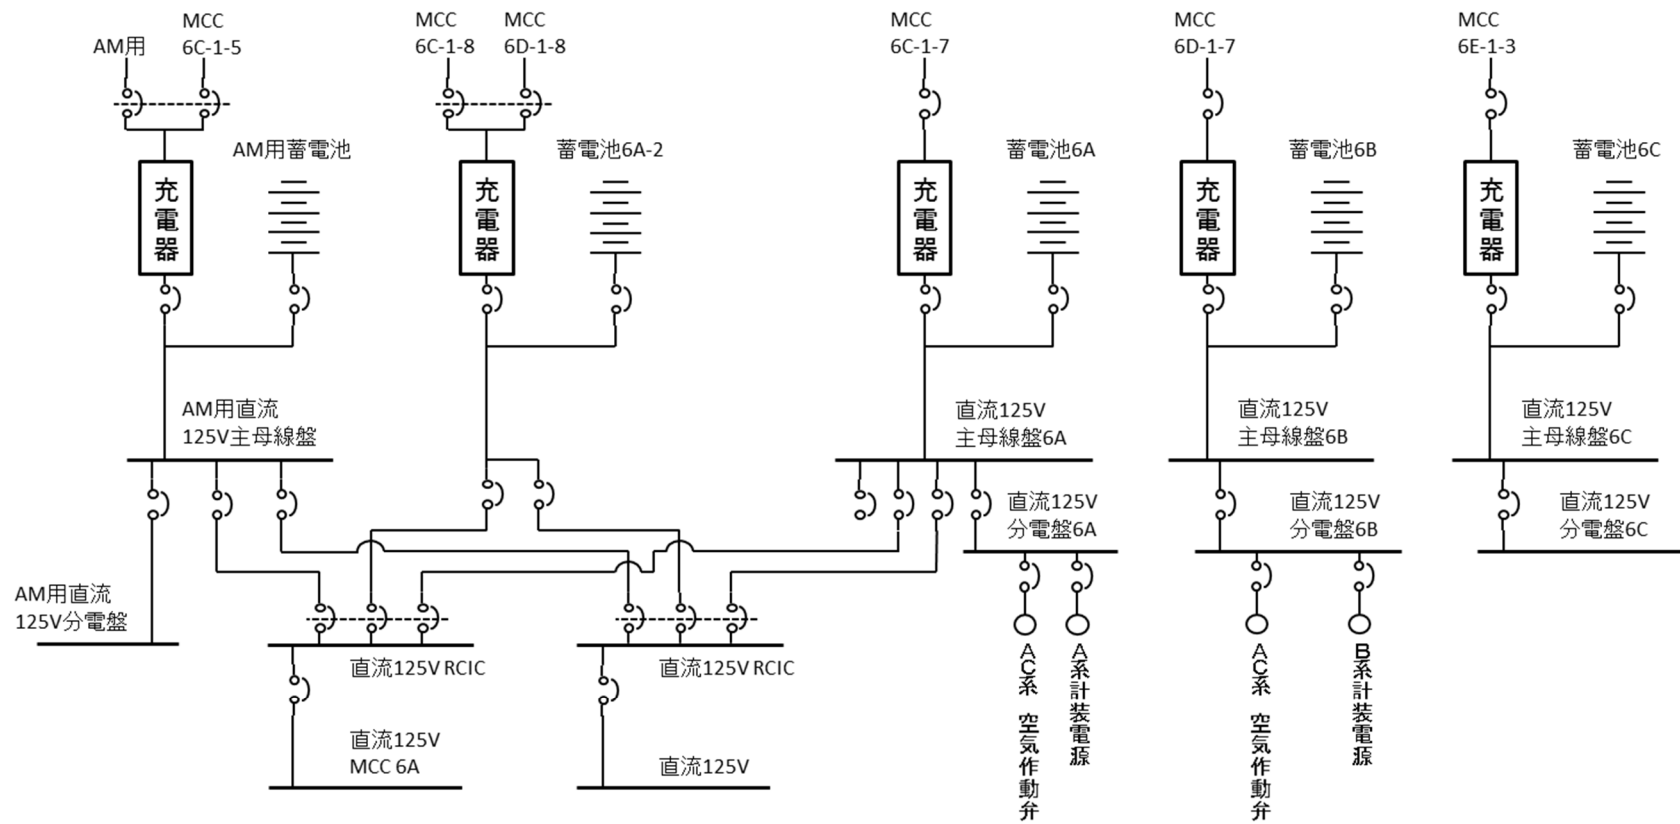 AM用
MCC
6C-1-5
MCC
6C-1-8
MCC
6D-1-8
MCC
6C-1-7
MCC
6D-1-7
MCC
6E-1-3
充電器
AM用蓄電池
充電器
蓄電池6A-2
充電器
蓄電池6A
充電器
蓄電池6B
充電器
蓄電池6C
AM用直流
125V主母線盤
直流125V
主母線盤6A
直流125V
主母線盤6B
直流125V
主母線盤6C
直流125V
分電盤6A
直流125V
分電盤6B
直流125V
分電盤6C
AM用直流
125V分電盤
直流125V RCIC
直流125V RCIC
直流125V
MCC 6A
直流125V
AC系 空気作動弁
A系計装電源
AC系 空気作動弁
B系計装電源